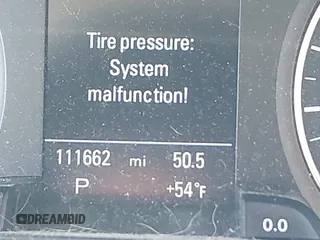 Tire pressure:
System
malfunction!
111662 mi 50.5
P +54°F
0.0
DREAMBID